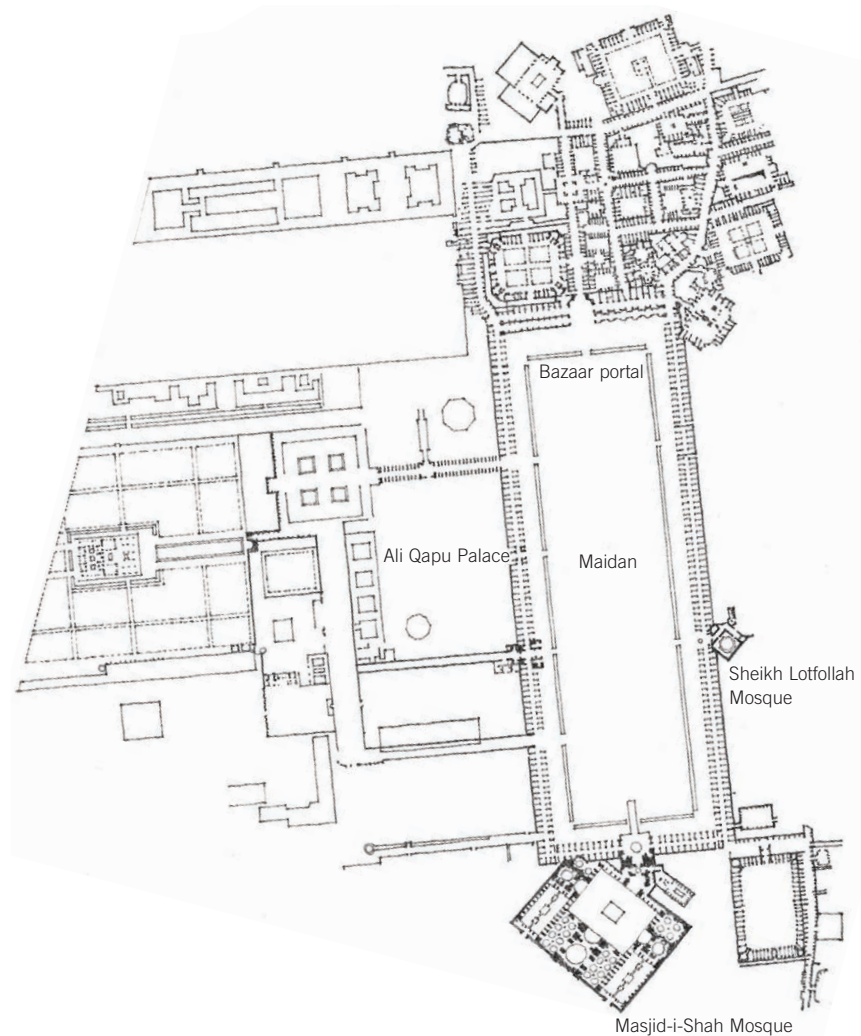 Bazaar portal
Ali Qapu Palace
Maidan
Sheikh Lotfollah
Mosque
Masjid-i-Shah Mosque